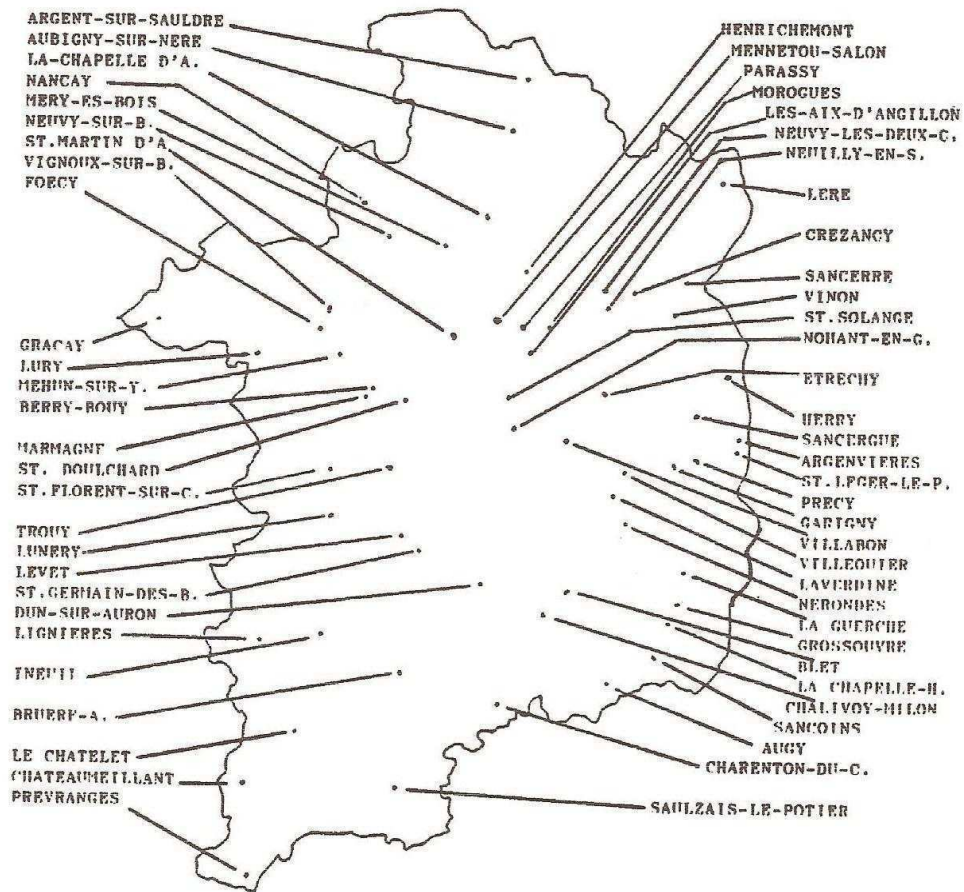 ARGENT-SUR-SAULDRE
AUBIGNY-SUR-NERE
LA-CHAPELLE D'A.
NANCAY
MERY-ES-BOIS
NEUVY-SUR-B.
ST.MARTIN D'A
VIGNOUX-SUR-B.
FOECY
GRACAY
LURY
MEHUN-SUR-Y.
BERRY-BOUY
MARMAGNE
ST. DOULCHARD
ST.FLORENT-SUR-C.
TROUY
LUNERY
LEVET
ST.GERMAIN-DES-B.
DUN-SUR-AURON
LIGNIERES
INEUIL
BRUERE-A.
LE CHATELET
CHATEAUMEILLANT
PREVRANGES
HENRICHEMONT
MENNETOU-SALON
PARASSY
MOROGUES
LES-AIX-D'ANGILLON
NEUVY-LES-DEUX-C.
NEUILLY-EN-S.
LERE
CREZANCY
SANCERRE
VINON
ST.SOLANGE
NOHANT-EN-G.
ETRECHY
HERRY
SANCERGUE
ARGENVIERES
ST.LEGER-LE-P.
PRECY
GARIGNY
VILLABON
VILLEQUIER
LAVERDINE
NERONDES
LA GUERCHE
GROSSOUVRE
BLET
LA CHAPELLE-H.
CHALIVOY-MILON
SANCOINS
AUGY
CHARENTON-DU-C.
SAULZAIS-LE-POTIER